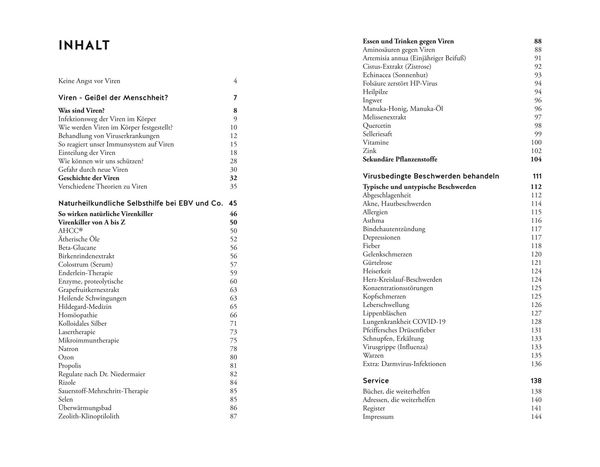 INHALT
Keine Angst vor Viren 4
Viren - Geißel der Menschheit? 7
Was sind Viren? 8
Infektionsweg der Viren im Körper 9
Wie werden Viren im Körper festgestellt? 10
Behandlung von Viruserkrankungen 12
So reagiert unser Immunsystem auf Viren 15
Einteilung der Viren 18
Wie können wir uns schützen? 28
Gefahr durch neue Viren 30
Geschichte der Viren 32
Verschiedene Theorien zu Viren 35
Naturheilkundliche Selbsthilfe bei EBV und Co. 45
So wirken natürliche Virenkiller 46
Virenkiller von A bis Z 50
AHCC® 50
Ätherische Öle 52
Beta-Glucane 56
Birkenrindenextrakt 56
Colostrum (Serum) 57
Enderlein-Therapie 59
Enzyme, proteolytische 60
Grapefruitkernextrakt 63
Heilende Schwingungen 63
Hildegard-Medizin 65
Homöopathie 66
Kolloidales Silber 71
Lasertherapie 73
Mikroimmuntherapie 75
Natron 78
Ozon 80
Propolis 81
Regulate nach Dr. Niedermaier 82
Rizole 84
Sauerstoff-Mehrschritt-Therapie 85
Selen 85
Überwärmungsbad 86
Zeolith-Klinoptilolith 87
Essen und Trinken gegen Viren 88
Aminosäuren gegen Viren 88
Artemisia annua (Einjähriger Beifuß) 91
Cistus-Extrakt (Zistrose) 92
Echinacea (Sonnenhut) 93
Folsäure zerstört HP-Virus 94
Heilpilze 94
Ingwer 96
Manuka-Honig, Manuka-Öl 96
Melissenextrakt 97
Quercetin 98
Selleriesaft 99
Vitamine 100
Zink 102
Sekundäre Pflanzenstoffe 104
Virusbedingte Beschwerden behandeln 111
Typische und untypische Beschwerden 112
Abgeschlagenheit 112
Akne, Hautbeschwerden 114
Allergien 115
Asthma 116
Bindehautentzündung 117
Depressionen 117
Fieber 118
Gelenkschmerzen 120
Gürtelrose 121
Heiserkeit 124
Herz-Kreislauf-Beschwerden 124
Konzentrationsstörungen 125
Kopfschmerzen 125
Leberschwellung 126
Lippenbläschen 127
Lungenkrankheit COVID-19 128
Pfeiffersches Drüsenfieber 131
Schnupfen, Erkältung 133
Virusgrippe (Influenza) 133
Warzen 135
Extra: Darmvirus-Infektionen 136
Service 138
Bücher, die weiterhelfen 138
Adressen, die weiterhelfen 140
Register 141
Impressum 144